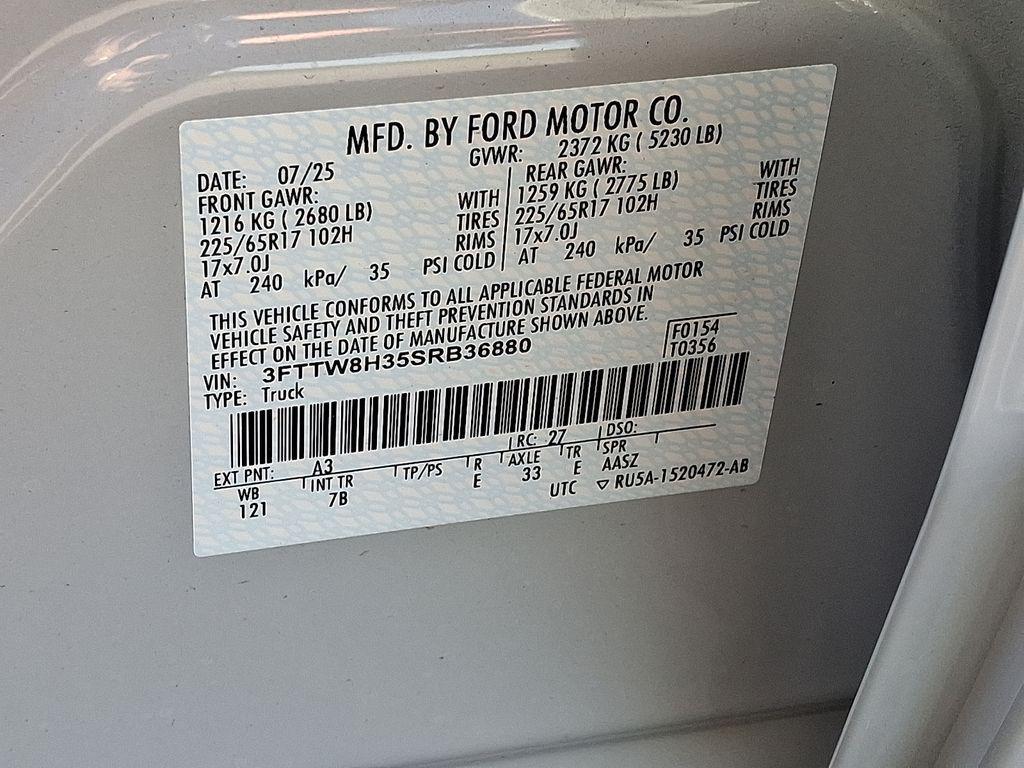 MFD. BY FORD MOTOR CO.
DATE: 07/25 GVWR: 2372 KG ( 5230 LB)
FRONT GAWR: REAR GAWR:
1216 KG ( 2680 LB) WITH 1259 KG ( 2775 LB) WITH
225/65R17 102H TIRES 225/65R17 102H TIRES
17x7.0J RIMS 17x7.0J RIMS
AT 240 kPa/ 35 PSI COLD AT 240 kPa/ 35 PSI COLD
THIS VEHICLE CONFORMS TO ALL APPLICABLE FEDERAL MOTOR
VEHICLE SAFETY AND THEFT PREVENTION STANDARDS IN
EFFECT ON THE DATE OF MANUFACTURE SHOWN ABOVE.
VIN: 3FTTW8H35SRB36880
TYPE: Truck
F0154
T0356
EXT PNT: A3 RC: 27 DSO:
WB INT TR TP/PS R AXLE TR SPR
121 7B E 33 E AASZ
UTC ▽ RU5A-1520472-AB